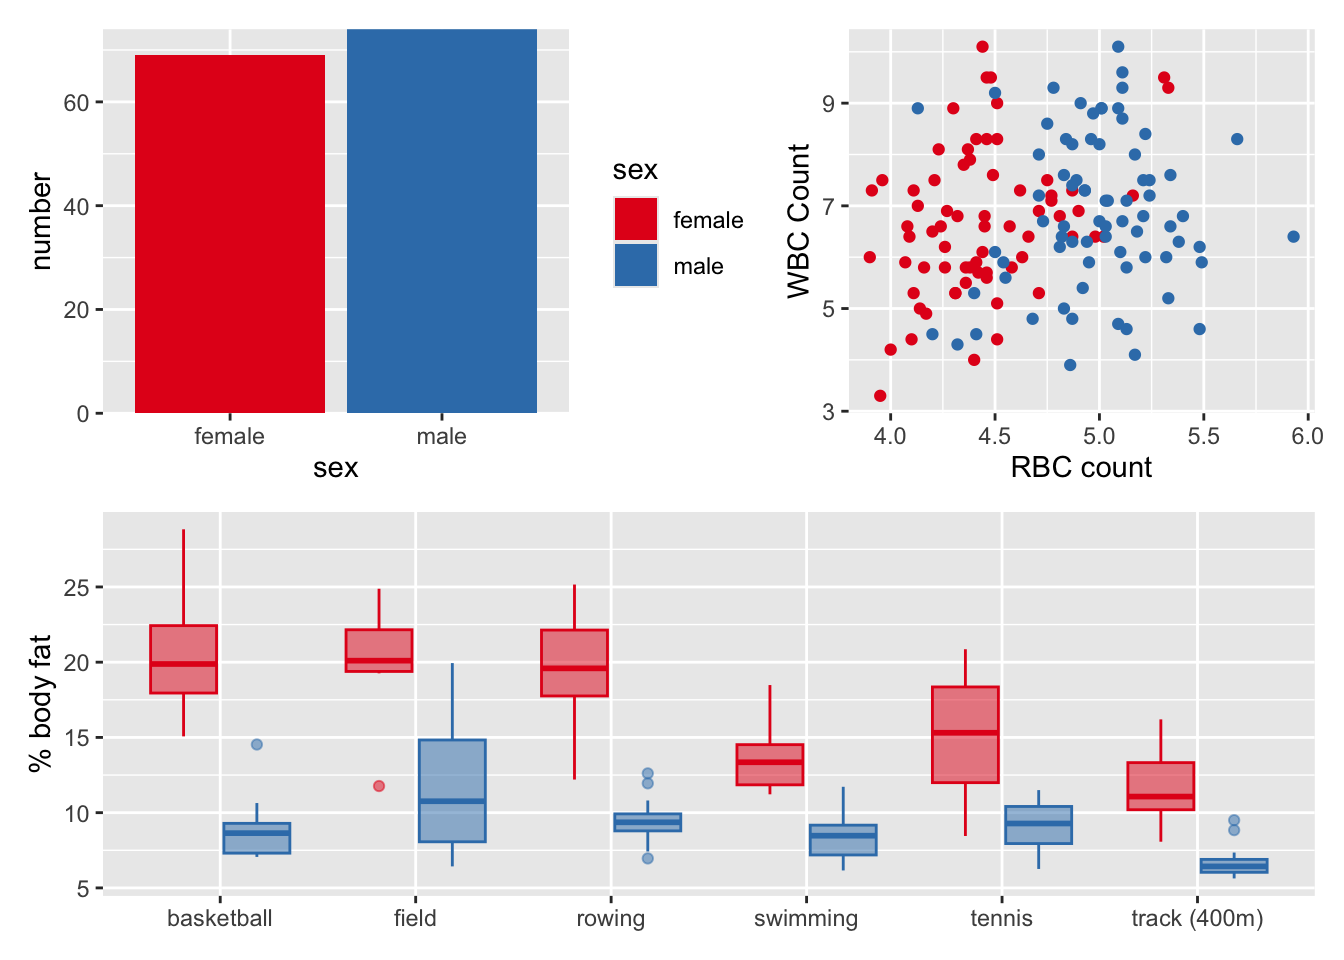 number
60
40
20
0
female
male
sex
sex
female
male
WBC Count
9
7
5
3
4.0
4.5
5.0
5.5
6.0
RBC count
% body fat
25
20
15
10
5
basketball
field
rowing
swimming
tennis
track (400m)